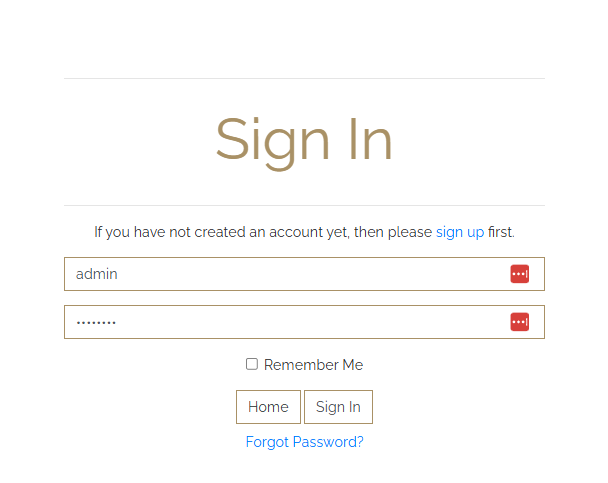 Sign In
If you have not created an account yet, then please sign up first.
admin
••••••••
Remember Me
Home Sign In
Forgot Password?